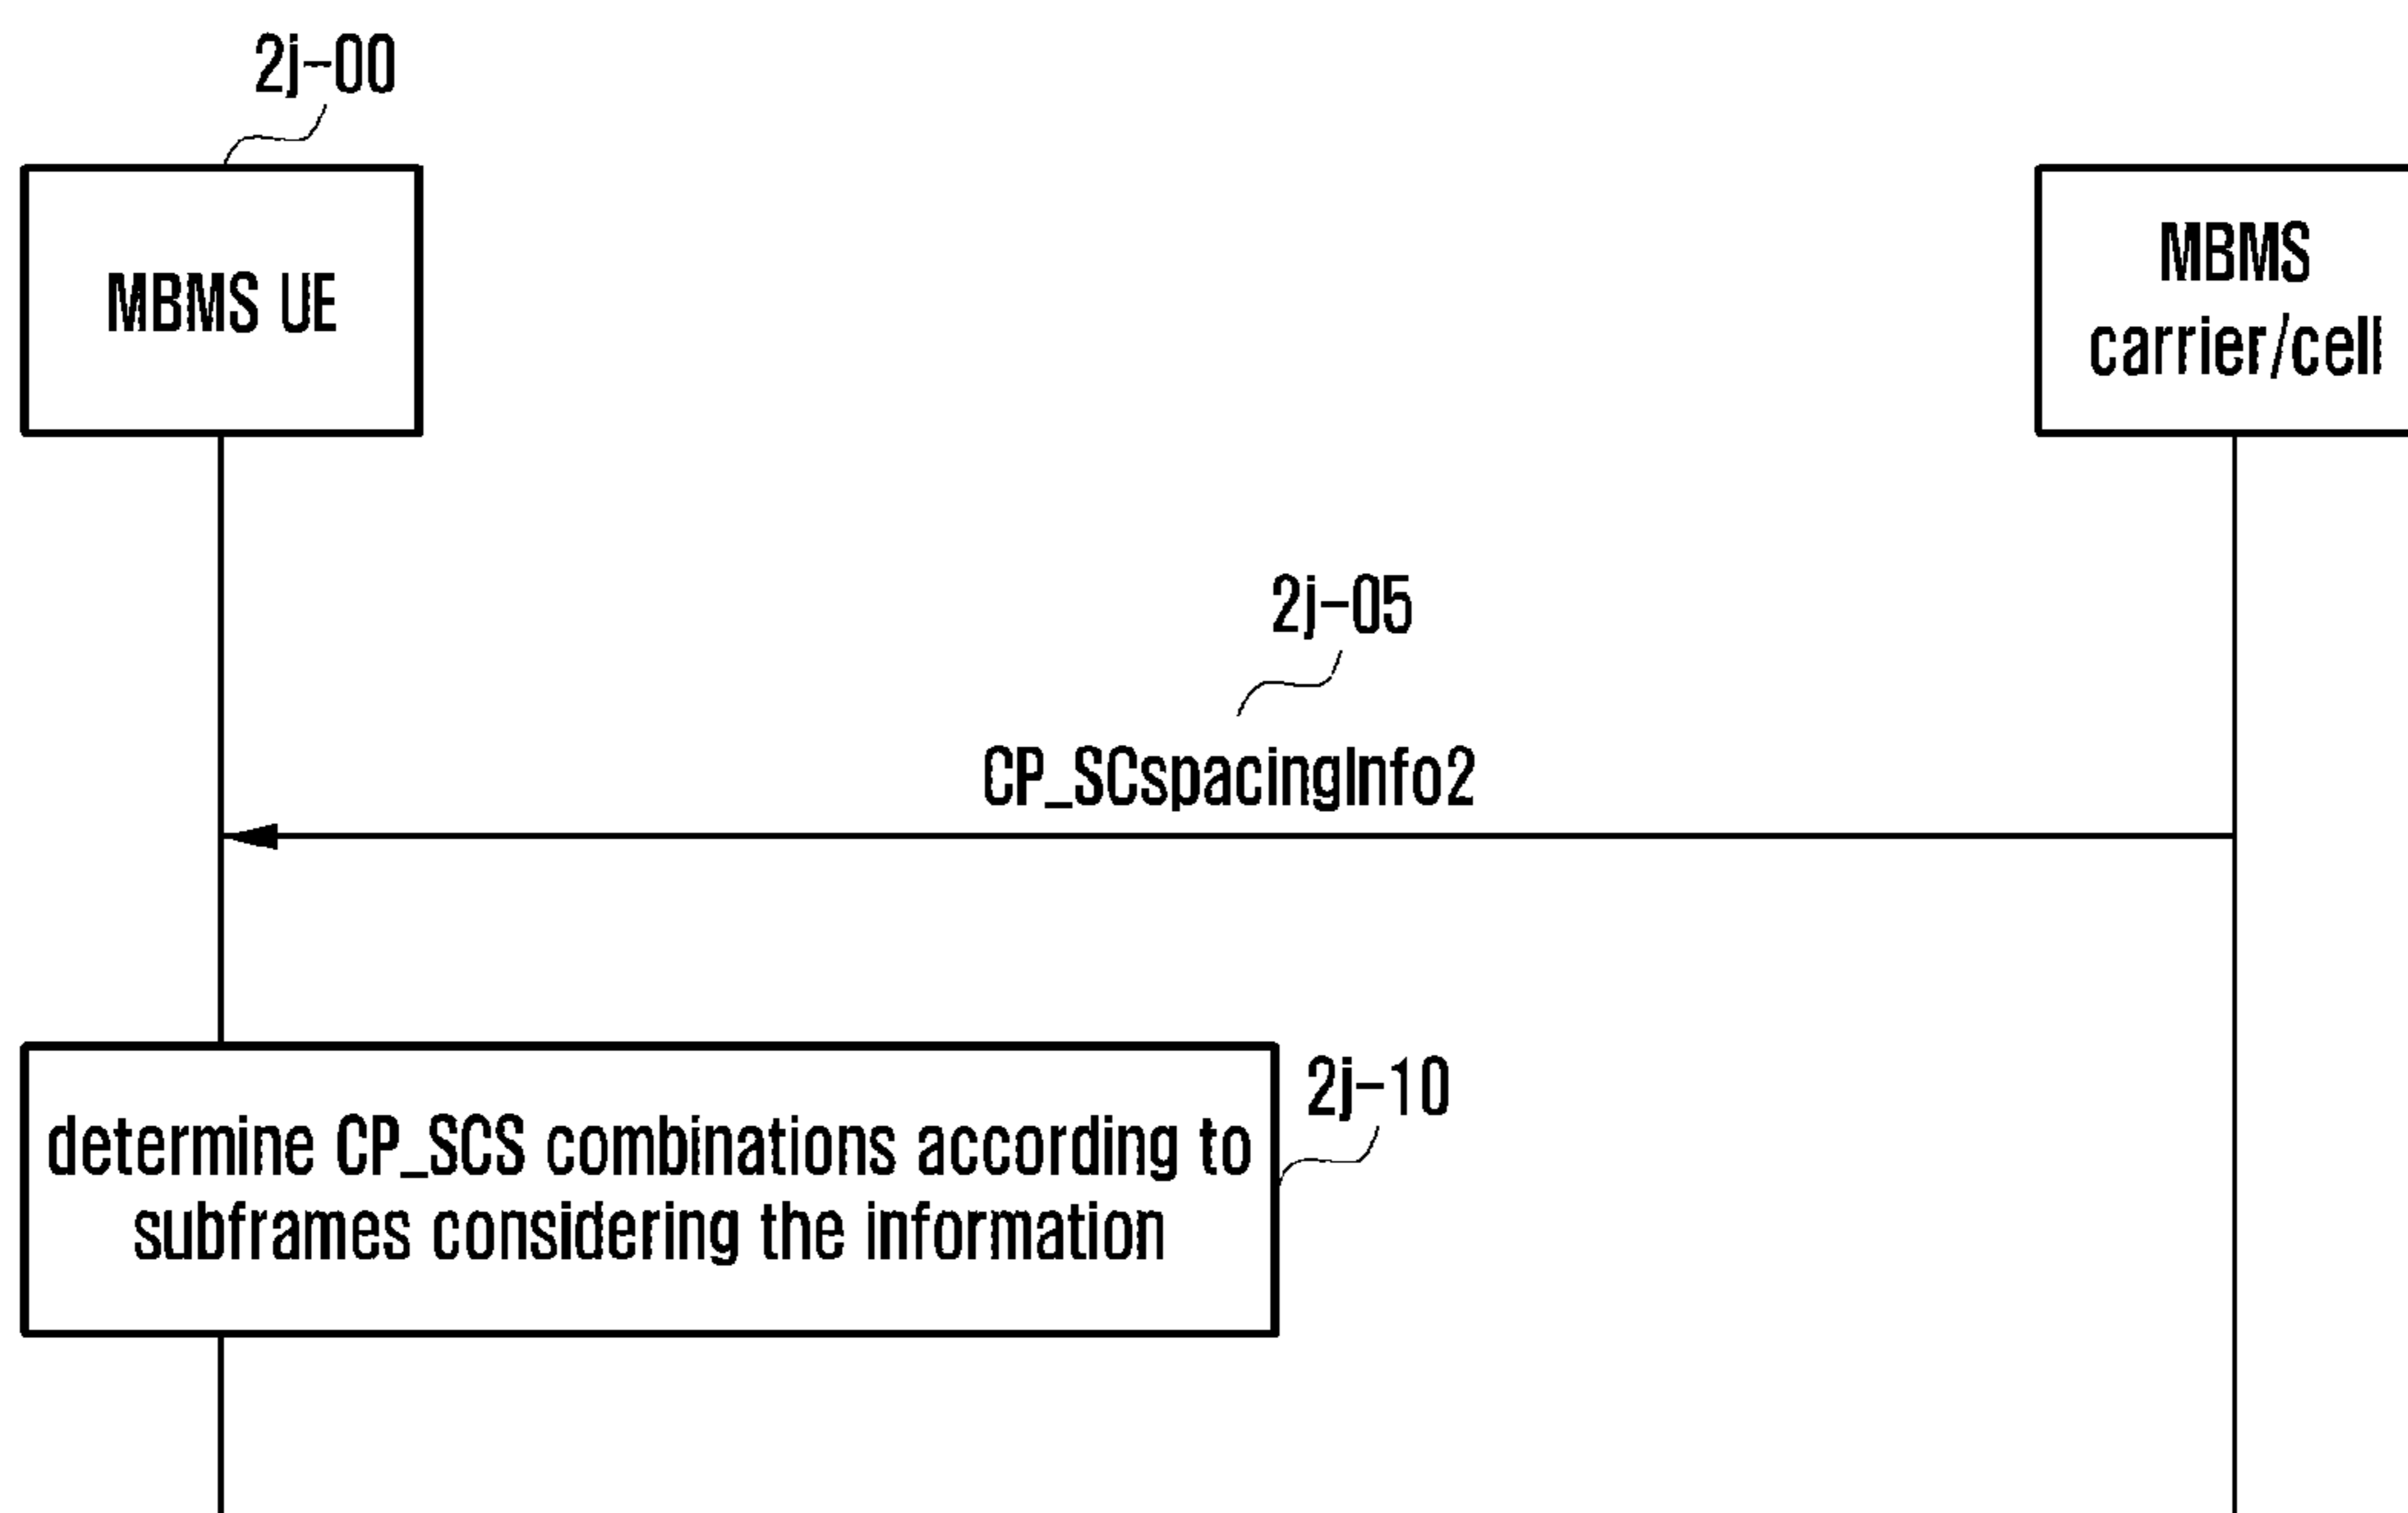 2j-00
MBMS UE
MBMS
carrier/cell
2j-05
CP_SCspacingInfo2
2j-10
determine CP_SCS combinations according to
subframes considering the information